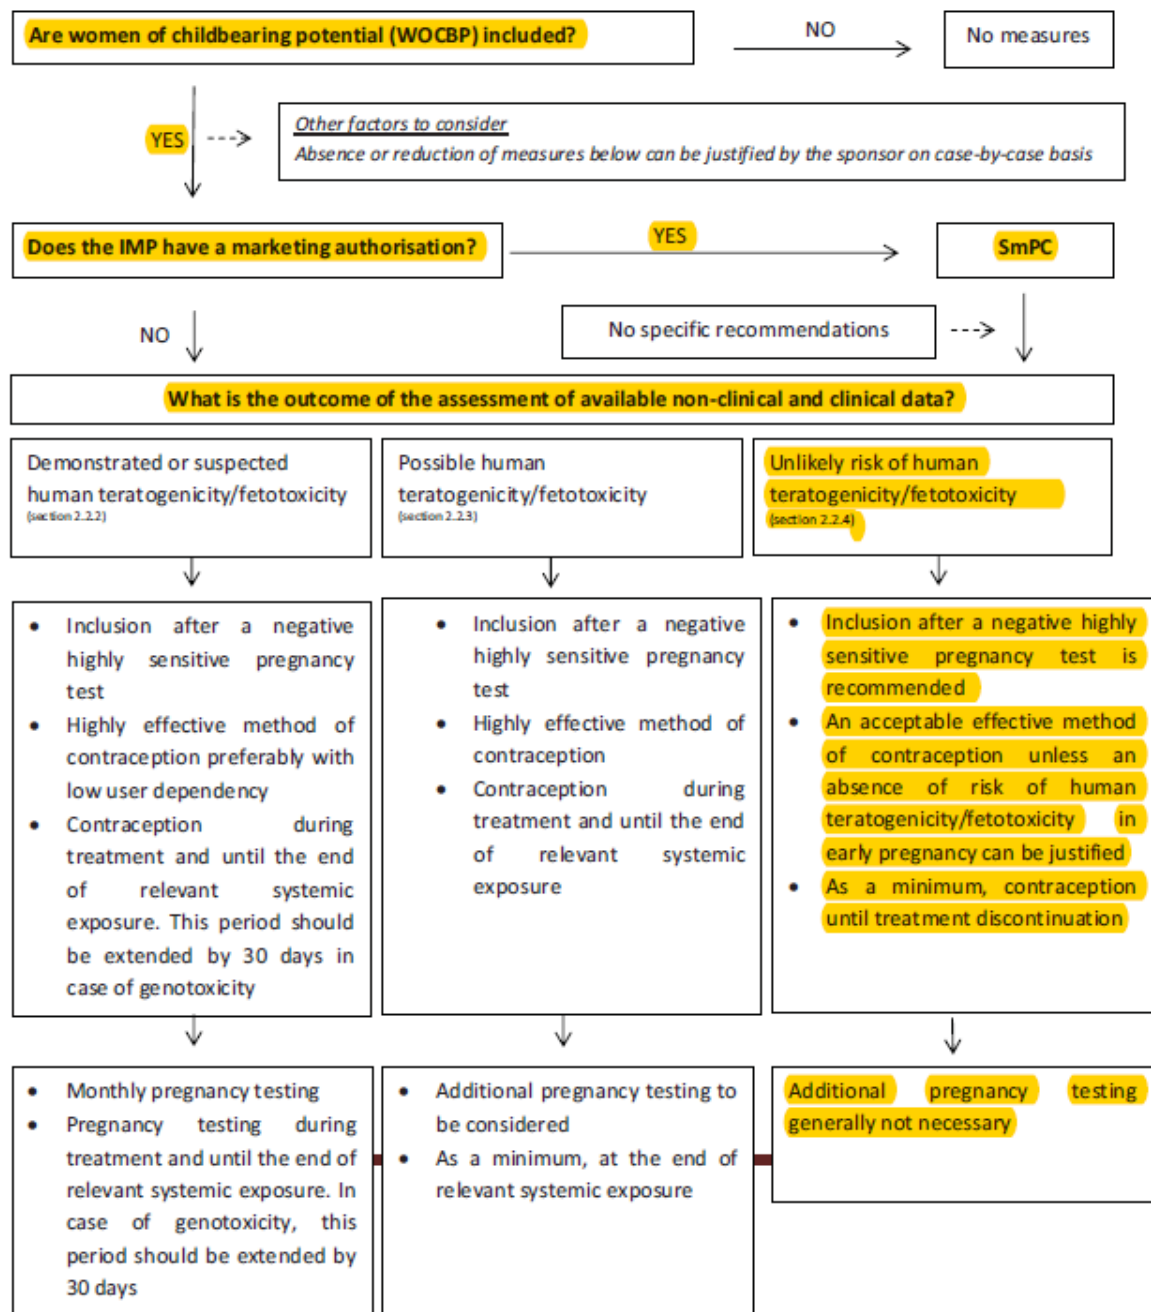 Are women of childbearing potential (WOCBP) included?
NO
No measures
YES
Other factors to consider
Absence or reduction of measures below can be justified by the sponsor on case-by-case basis
Does the IMP have a marketing authorisation?
YES
SmPC
NO
No specific recommendations
What is the outcome of the assessment of available non-clinical and clinical data?
Demonstrated or suspected
human teratogenicity/fetotoxicity
(section 2.2.2)
Possible human
teratogenicity/fetotoxicity
(section 2.2.3)
Unlikely risk of human
teratogenicity/fetotoxicity
(section 2.2.4)
• Inclusion after a negative
highly sensitive pregnancy
test
• Highly effective method of
contraception preferably with
low user dependency
• Contraception during
treatment and until the end
of relevant systemic
exposure. This period should
be extended by 30 days in
case of genotoxicity
• Inclusion after a negative
highly sensitive pregnancy
test
• Highly effective method of
contraception
• Contraception during
treatment and until the end
of relevant systemic
exposure
• Inclusion after a negative highly
sensitive pregnancy test is
recommended
• An acceptable effective method
of contraception unless an
absence of risk of human
teratogenicity/fetotoxicity in
early pregnancy can be justified
• As a minimum, contraception
until treatment discontinuation
• Monthly pregnancy testing
• Pregnancy testing during
treatment and until the end of
relevant systemic exposure. In
case of genotoxicity, this
period should be extended by
30 days
• Additional pregnancy testing to
be considered
• As a minimum, at the end of
relevant systemic exposure
Additional pregnancy testing
generally not necessary